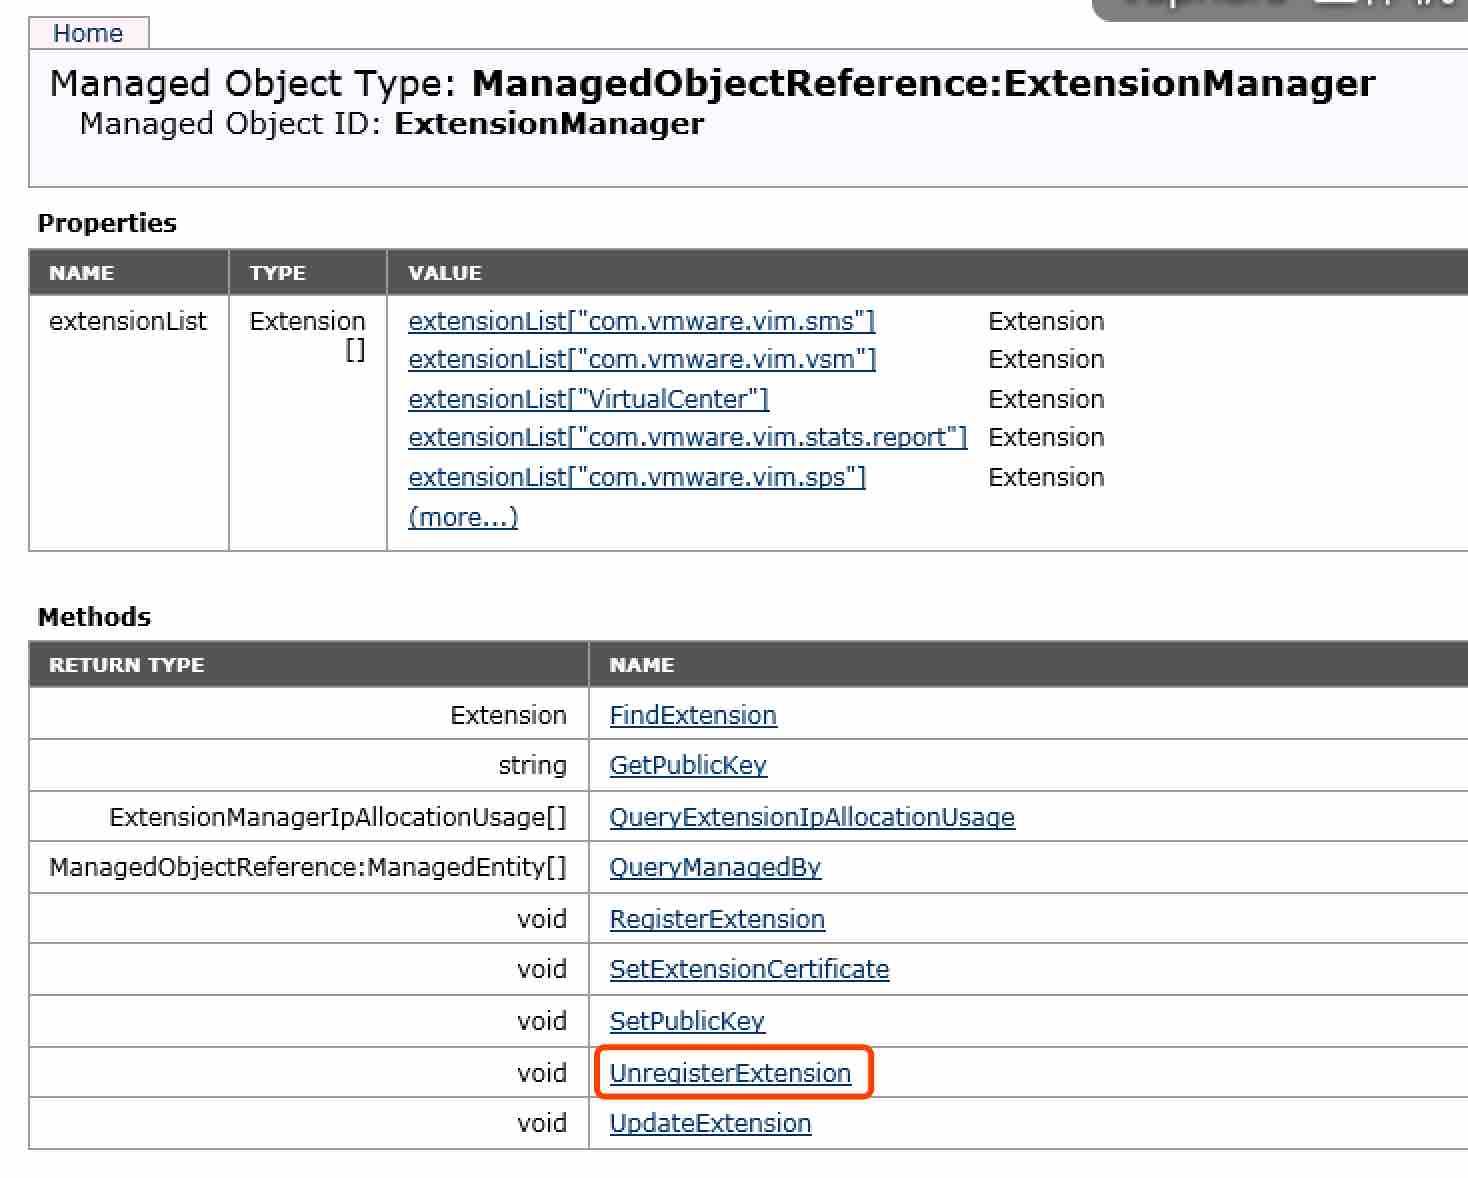 Home
Managed Object Type: ManagedObjectReference:ExtensionManager
Managed Object ID: ExtensionManager
Properties
NAME TYPE VALUE
extensionList Extension extensionList["com.vmware.vim.sms"] Extension
[] extensionList["com.vmware.vim.vsm"] Extension
extensionList["VirtualCenter"] Extension
extensionList["com.vmware.vim.stats.report"] Extension
extensionList["com.vmware.vim.sps"] Extension
(more...)
Methods
RETURN TYPE NAME
Extension FindExtension
string GetPublicKey
ExtensionManagerIpAllocationUsage[] QueryExtensionIpAllocationUsage
ManagedObjectReference:ManagedEntity[] QueryManagedBy
void RegisterExtension
void SetExtensionCertificate
void SetPublicKey
void UnregisterExtension
void UpdateExtension